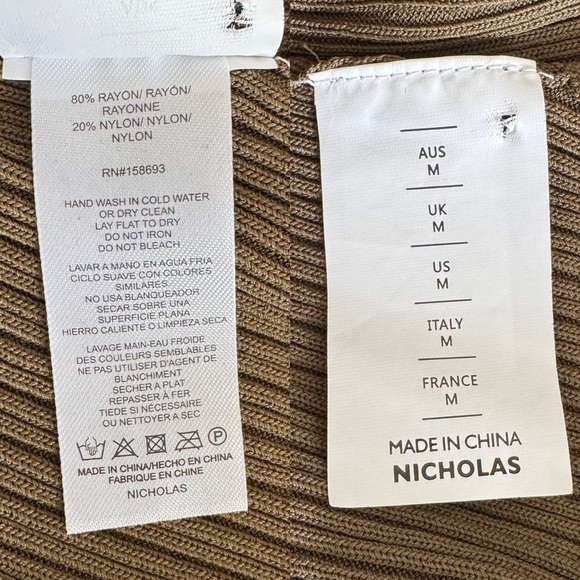 80% RAYON/ RAYÓN/
RAYONNE
20% NYLON/ NYLON/
NYLON
RN#158693
HAND WASH IN COLD WATER
OR DRY CLEAN
LAY FLAT TO DRY
DO NOT IRON
DO NOT BLEACH
LAVAR A MANO EN AGUA FRIA
CICLO SUAVE CON COLORES
SIMILARES
NO USA BLANQUEADOR
SECAR SOBRE UNA
SUPERFICIE PLANA
HIERRO CALIENTE O LIMPIEZA SECA
LAVAGE MAIN-EAU FROIDE
DES COULEURS SEMBLABLES
NE PAS UTILISER D'AGENT DE
BLANCHIMENT
SECHER A PLAT
REPASSER À FER
TIEDE SI NÉCESSAIRE
OU NETTOYER A SEC
P
MADE IN CHINA/HECHO EN CHINA
FABRIQUE EN CHINE
NICHOLAS
AUS
M
UK
M
US
M
ITALY
M
FRANCE
M
MADE IN CHINA
NICHOLAS